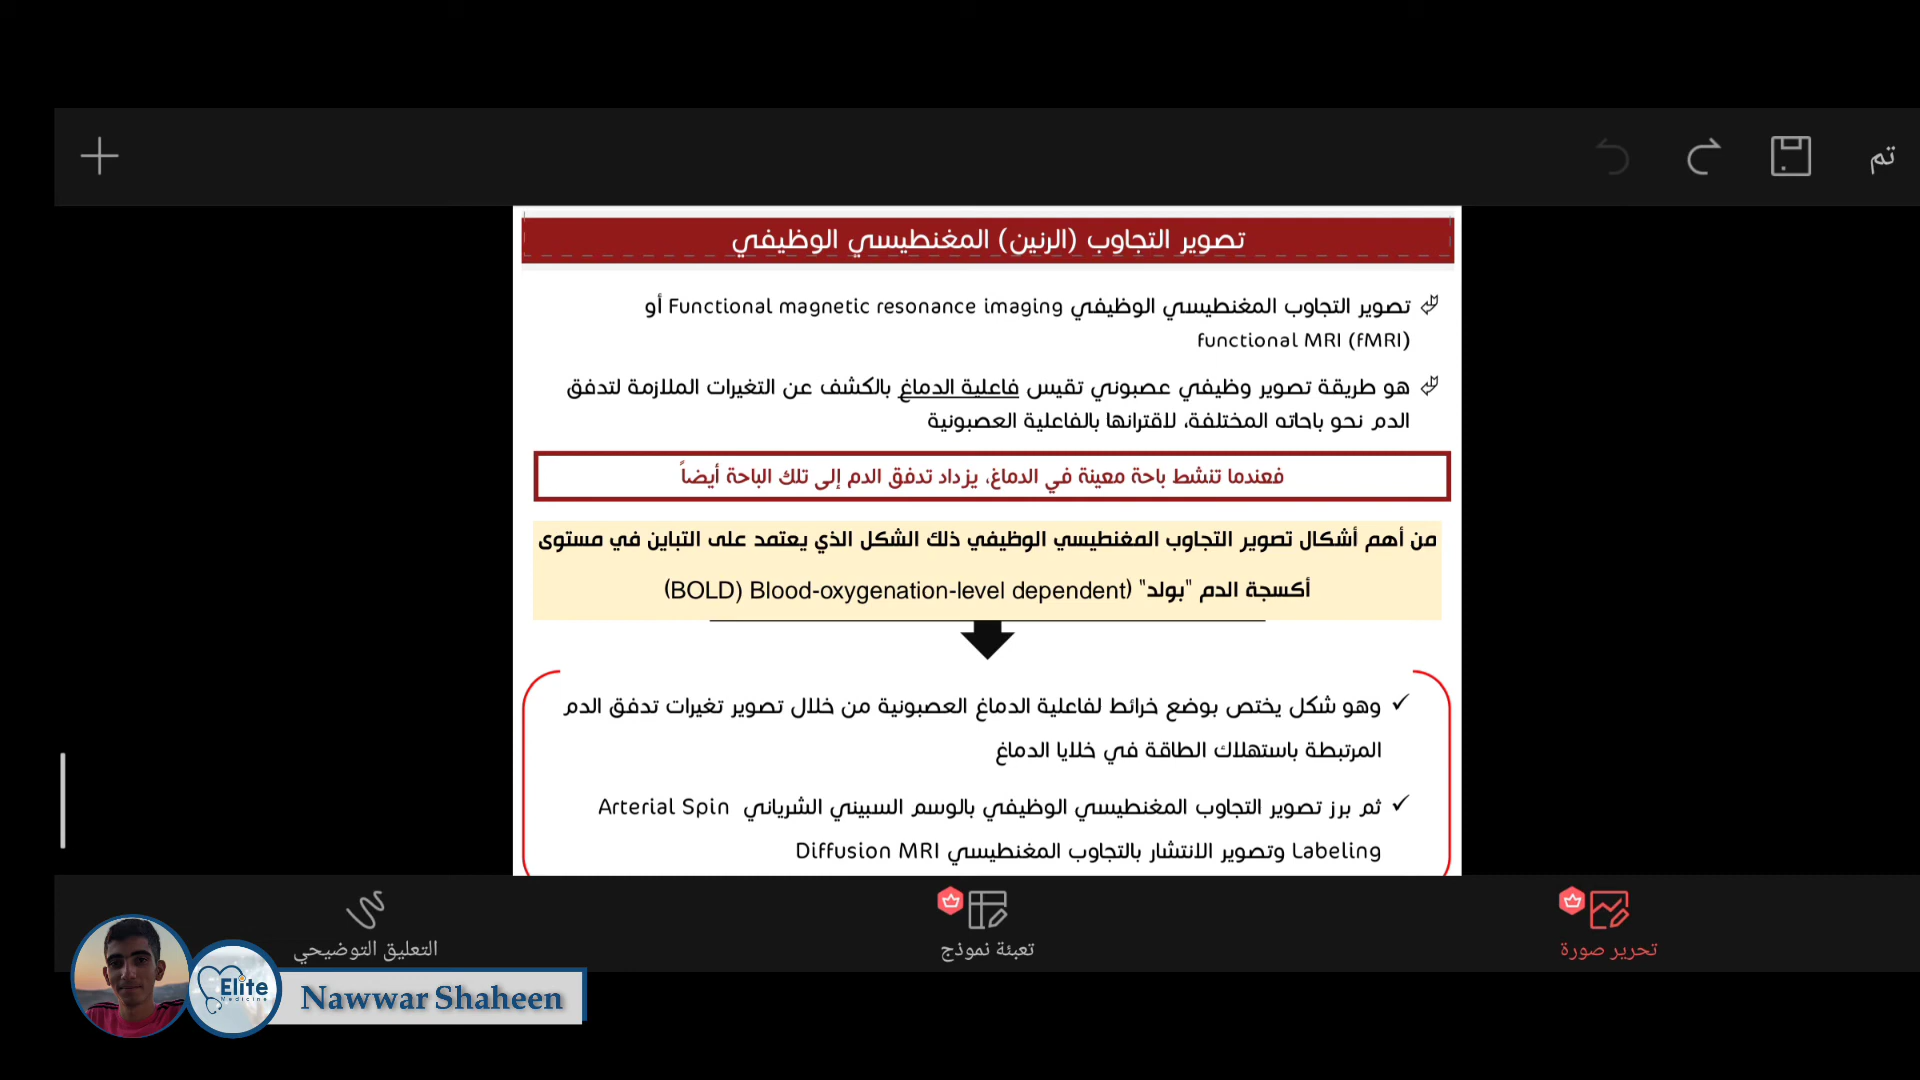 تم
تصوير التجاوب (الرنين) المغنطيسي الوظيفي
تصوير التجاوب المغنطيسي الوظيفي Functional magnetic resonance imaging أو
functional MRI (fMRI)
هو طريقة تصوير وظيفي عصبوني تقيس فاعلية الدماغ بالكشف عن التغيرات الملازمة لتدفق
الدم نحو باحاته المختلفة، لاقترانها بالفاعلية العصبونية
فعندما تنشط باحة معينة في الدماغ، يزداد تدفق الدم إلى تلك الباحة أيضاً
من أهم أشكال تصوير التجاوب المغنطيسي الوظيفي ذلك الشكل الذي يعتمد على التباين في مستوى
أكسجة الدم "بولد" (BOLD) Blood-oxygenation-level dependent)
✓ وهو شكل يختص بوضع خرائط لفاعلية الدماغ العصبونية من خلال تصوير تغيرات تدفق الدم
المرتبطة باستهلاك الطاقة في خلايا الدماغ
✓ ثم برز تصوير التجاوب المغنطيسي الوظيفي بالوسم السبيني الشرياني Arterial Spin
Labeling وتصوير الانتشار بالتجاوب المغنطيسي Diffusion MRI
تحرير صورة
تعبئة نموذج
التعليق التوضيحي
Elite
Medicine
Nawwar Shaheen